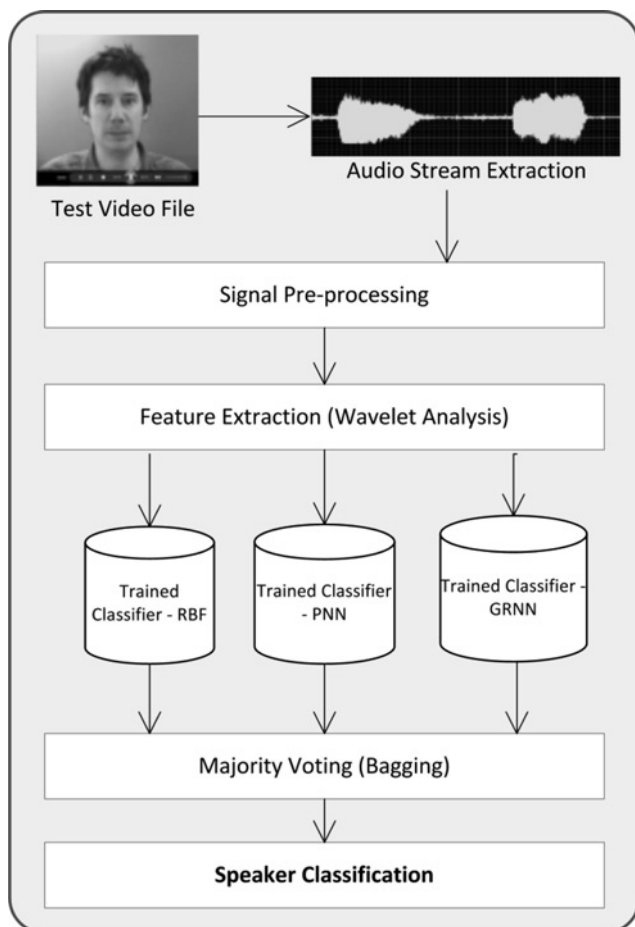 Test Video File
Audio Stream Extraction
Signal Pre-processing
Feature Extraction (Wavelet Analysis)
Trained
Classifier - RBF
Trained Classifier
- PNN
Trained Classifier -
GRNN
Majority Voting (Bagging)
Speaker Classification